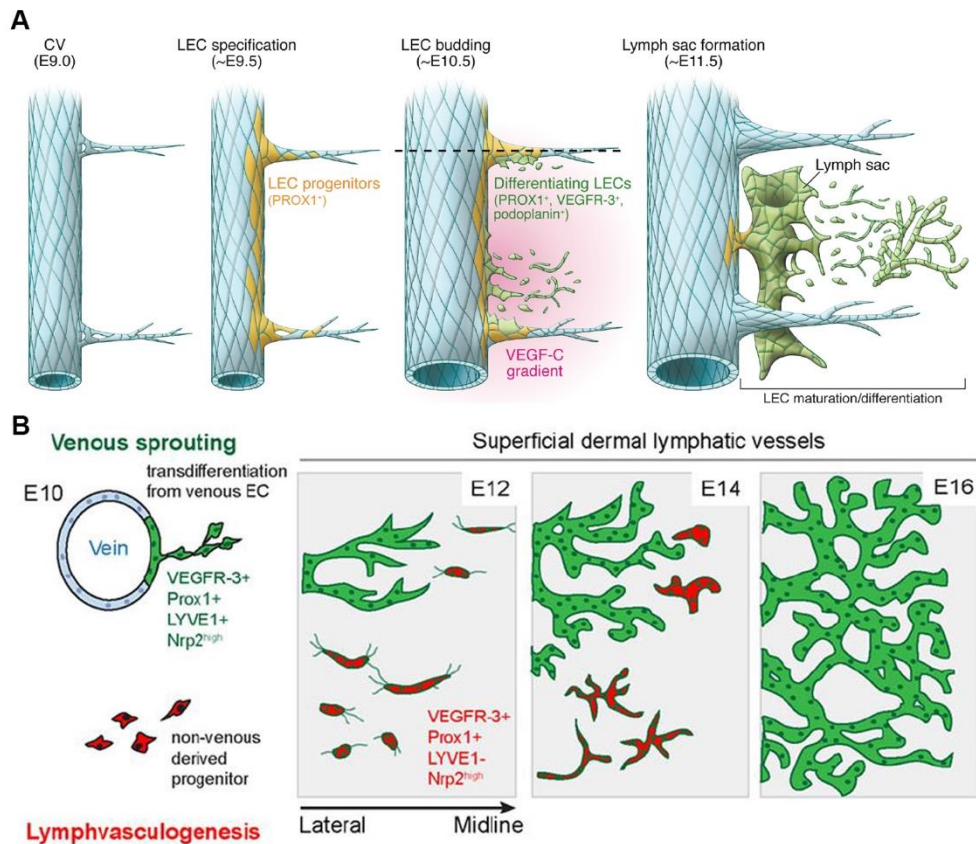 A
CV
(E9.0)
LEC specification
(~E9.5)
LEC budding
(~E10.5)
Lymph sac formation
(~E11.5)
LEC progenitors
(PROX1⁺)
Differentiating LECs
(PROX1⁺, VEGFR-3⁺,
podoplanin⁺)
VEGF-C
gradient
Lymph sac
LEC maturation/differentiation
B
Venous sprouting
E10
transdifferentiation
from venous EC
Vein
VEGFR-3+
Prox1+
LYVE1+
Nrp2ʰⁱᵍʰ
non-venous
derived
progenitor
Lymphvasculogenesis
Superficial dermal lymphatic vessels
E12
VEGFR-3+
Prox1+
LYVE1-
Nrp2ʰⁱᵍʰ
Lateral Midline
E14
E16